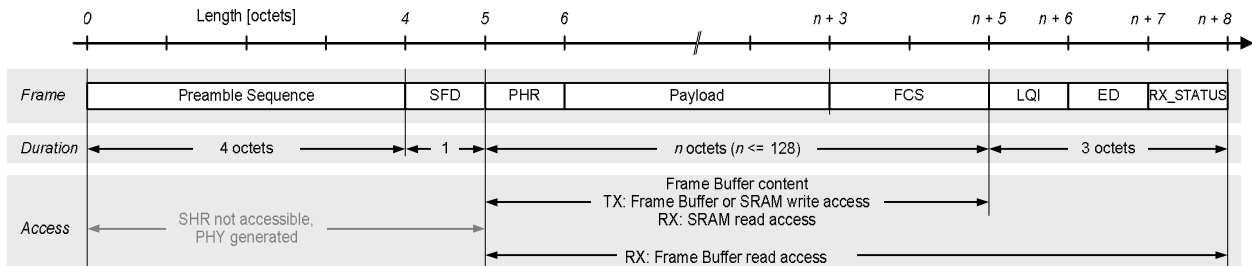 0 Length [octets] 4 5 6 n + 3 n + 5 n + 6 n + 7 n + 8
Frame Preamble Sequence SFD PHR Payload FCS LQI ED RX_STATUS
Duration 4 octets 1 n octets (n <= 128) 3 octets
Frame Buffer content
TX: Frame Buffer or SRAM write access
RX: SRAM read access
Access SHR not accessible,
PHY generated
RX: Frame Buffer read access